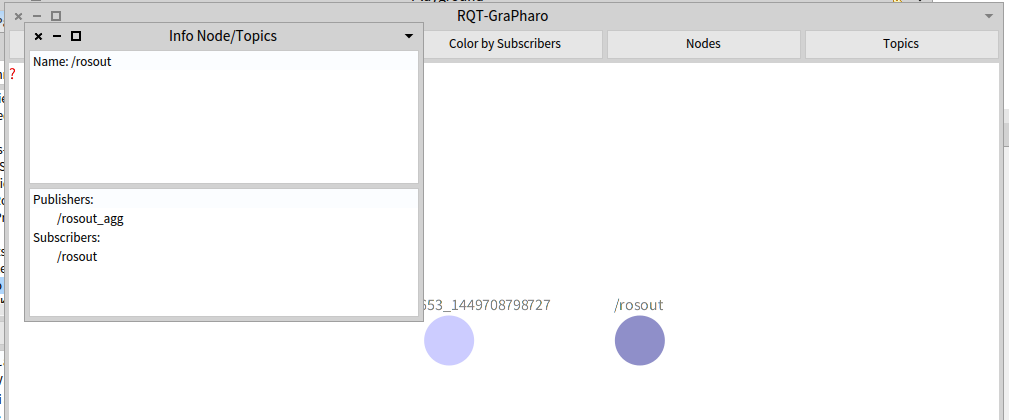 RQT-GraPharo
Info Node/Topics
Color by Subscribers
Nodes
Topics
Name: /rosout
?
Publishers:
/rosout_agg
Subscribers:
/rosout
553_1449708798727
/rosout